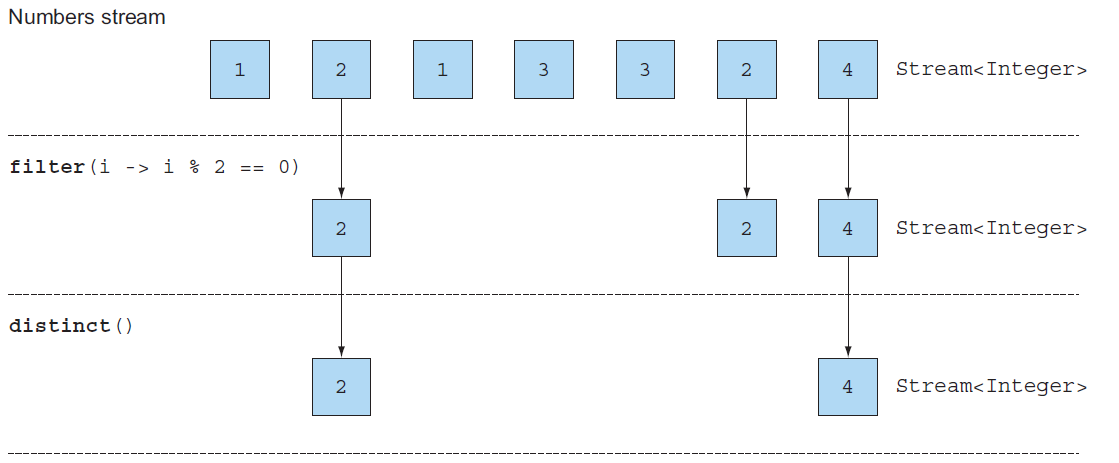 Numbers stream
1 2 1 3 3 2 4 Stream<Integer>
filter(i -> i % 2 == 0)
2 2 4 Stream<Integer>
distinct()
2 4 Stream<Integer>